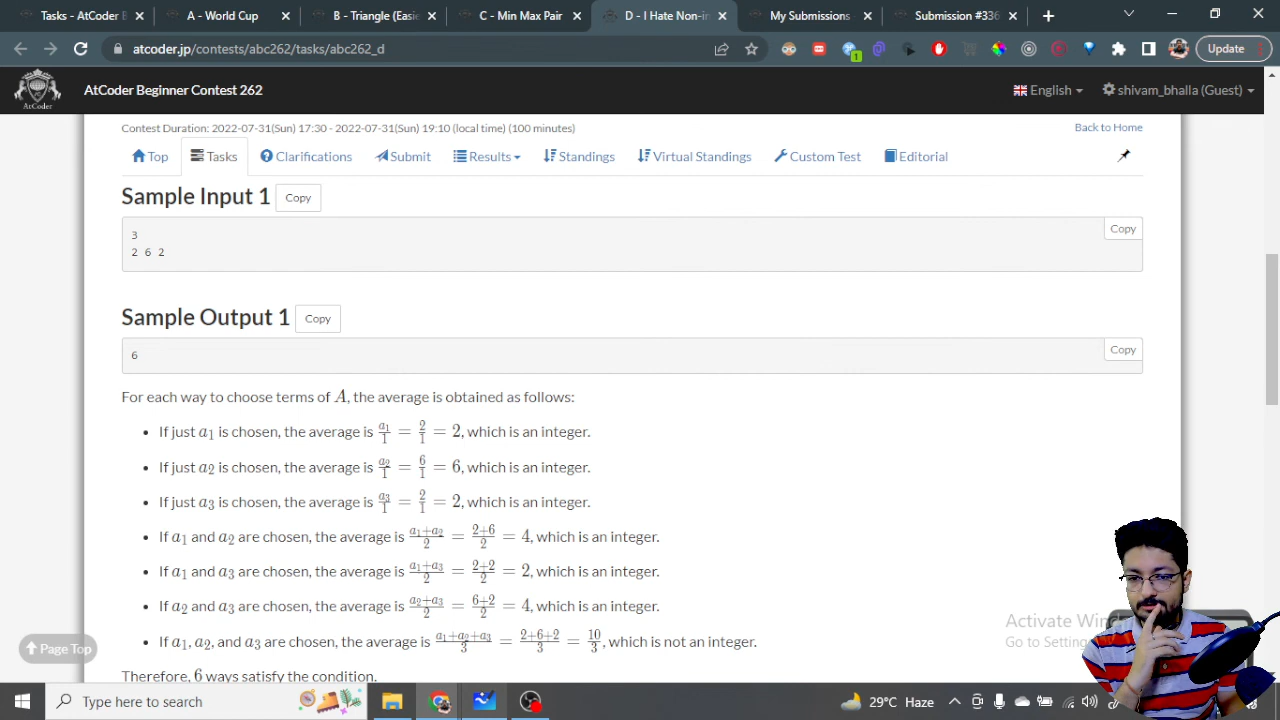 Tasks - AtCoder Be
A - World Cup
B - Triangle (Easie
C - Min Max Pair
D - I Hate Non-in
My Submissions
Submission #336
atcoder.jp/contests/abc262/tasks/abc262_d
1
Update
AtCoder
AtCoder Beginner Contest 262
English
shivam_bhalla (Guest)
Contest Duration: 2022-07-31(Sun) 17:30 - 2022-07-31(Sun) 19:10 (local time) (100 minutes)
Back to Home
Top
Tasks
Clarifications
Submit
Results
Standings
Virtual Standings
Custom Test
Editorial
Sample Input 1
Copy
Copy
3
2 6 2
Sample Output 1
Copy
Copy
6
For each way to choose terms of A, the average is obtained as follows:
• If just a₁ is chosen, the average is a₁/1 = 2/1 = 2, which is an integer.
• If just a₂ is chosen, the average is a₂/1 = 6/1 = 6, which is an integer.
• If just a₃ is chosen, the average is a₃/1 = 2/1 = 2, which is an integer.
• If a₁ and a₂ are chosen, the average is a₁+a₂/2 = 2+6/2 = 4, which is an integer.
• If a₁ and a₃ are chosen, the average is a₁+a₃/2 = 2+2/2 = 2, which is an integer.
• If a₂ and a₃ are chosen, the average is a₂+a₃/2 = 6+2/2 = 4, which is an integer.
• If a₁, a₂, and a₃ are chosen, the average is a₁+a₂+a₃/3 = 2+6+2/3 = 10/3, which is not an integer.
Therefore, 6 ways satisfy the condition.
Activate Wind
Go to Setting
Page Top
Type here to search
29°C Haze